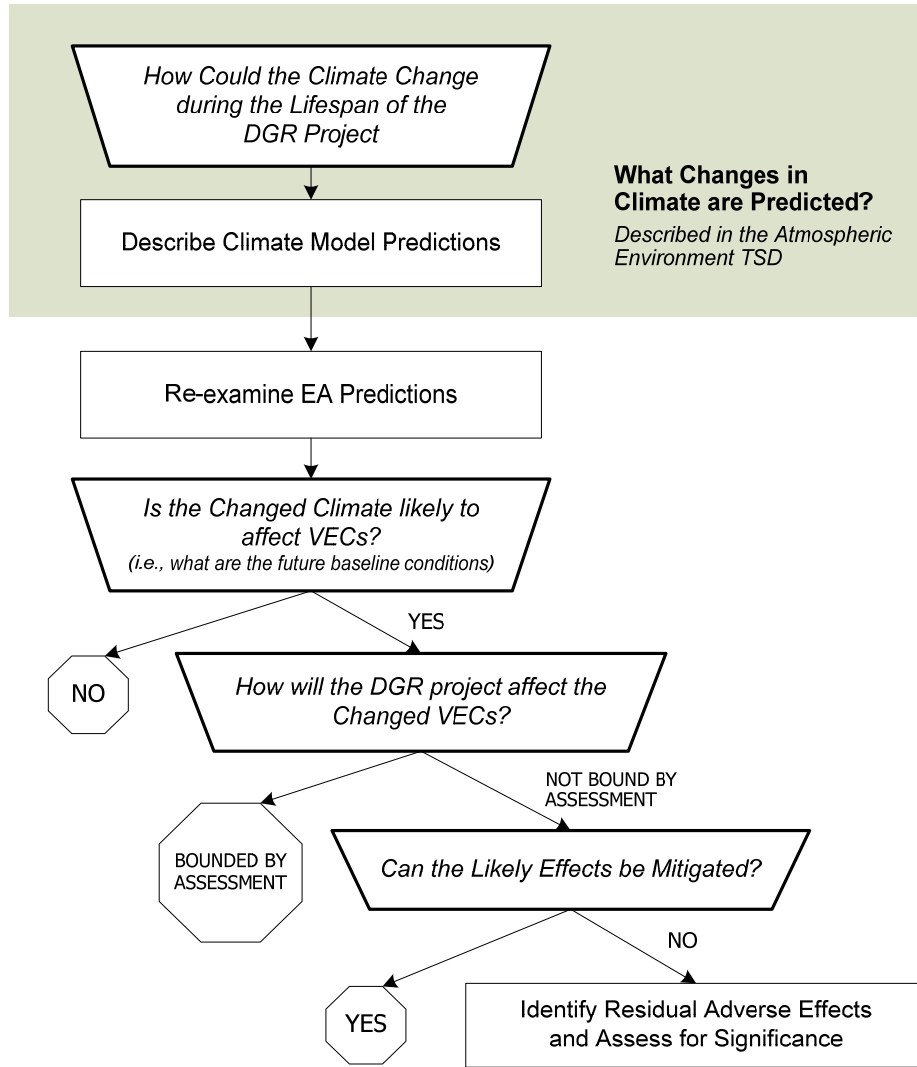 How Could the Climate Change
during the Lifespan of the
DGR Project
What Changes in
Climate are Predicted?
Described in the Atmospheric
Environment TSD
Describe Climate Model Predictions
Re-examine EA Predictions
Is the Changed Climate likely to
affect VECs?
(i.e., what are the future baseline conditions)
YES
NO
How will the DGR project affect the
Changed VECs?
NOT BOUND BY
ASSESSMENT
BOUNDED BY
ASSESSMENT
Can the Likely Effects be Mitigated?
NO
YES
Identify Residual Adverse Effects
and Assess for Significance